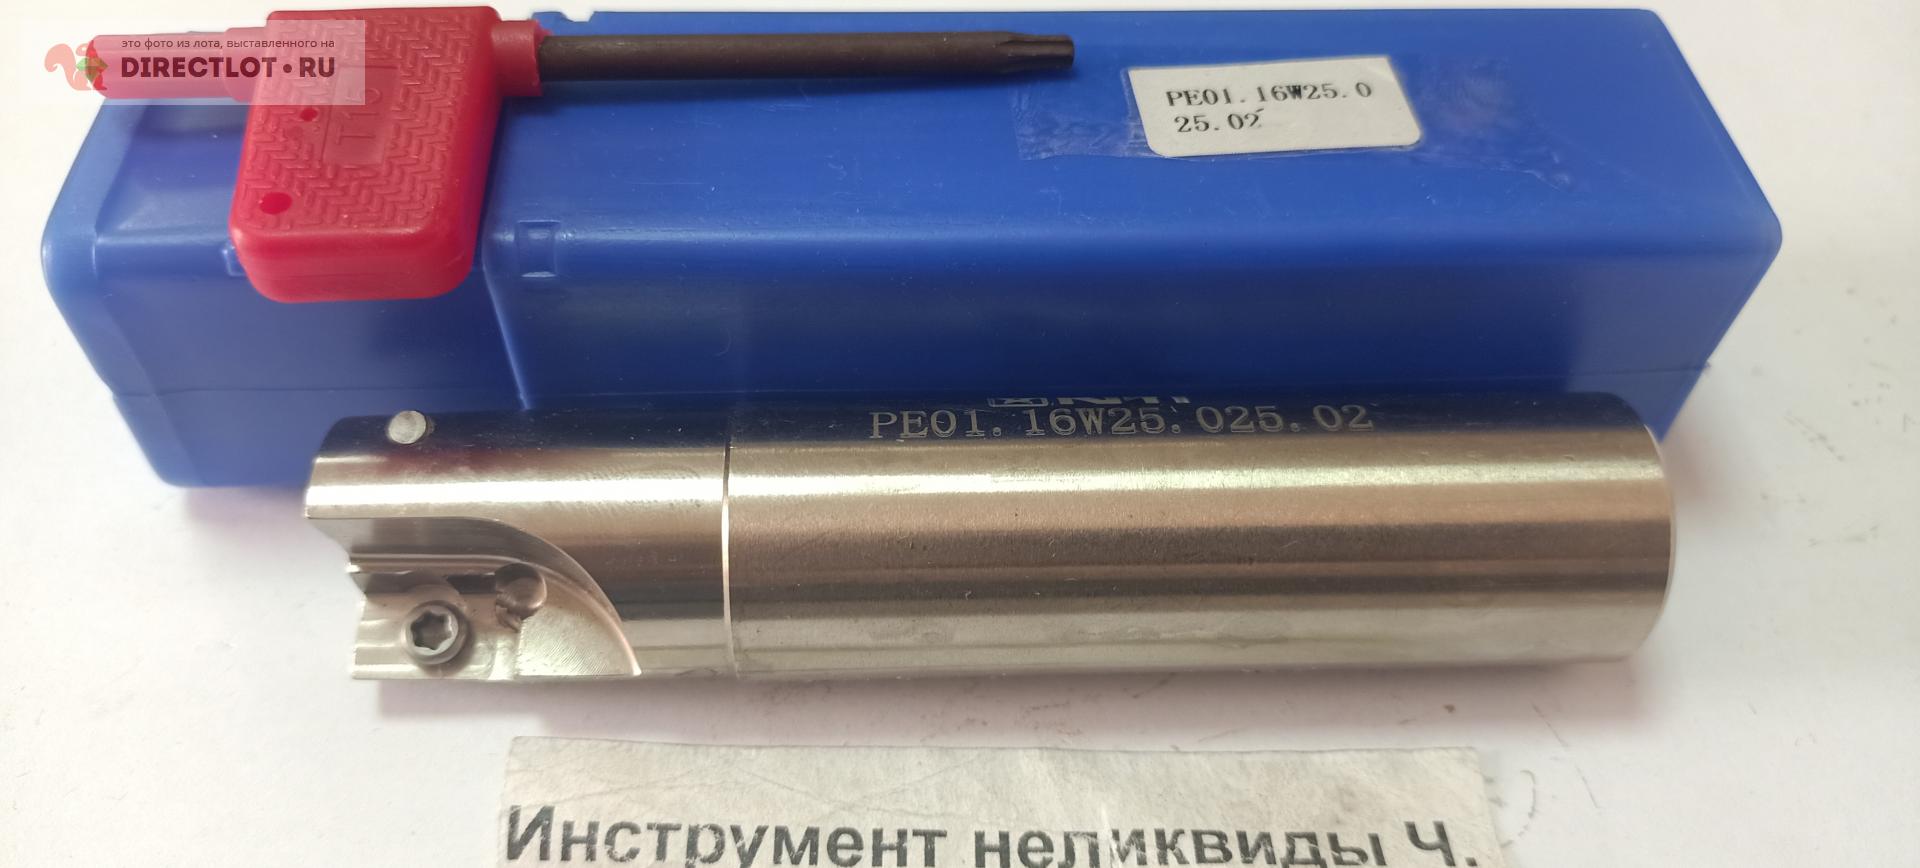 это фото из лота, выставленного на
DIRECTLOT.RU
T15
PE01.16W25.0
25.02
PE01.16W25.025.02
Инструмент неликвиды Ч.